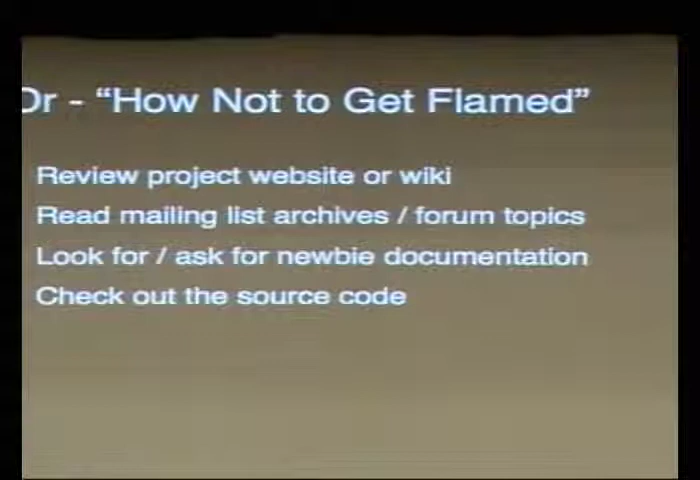 Or - “How Not to Get Flamed”
Review project website or wiki
Read mailing list archives / forum topics
Look for / ask for newbie documentation
Check out the source code